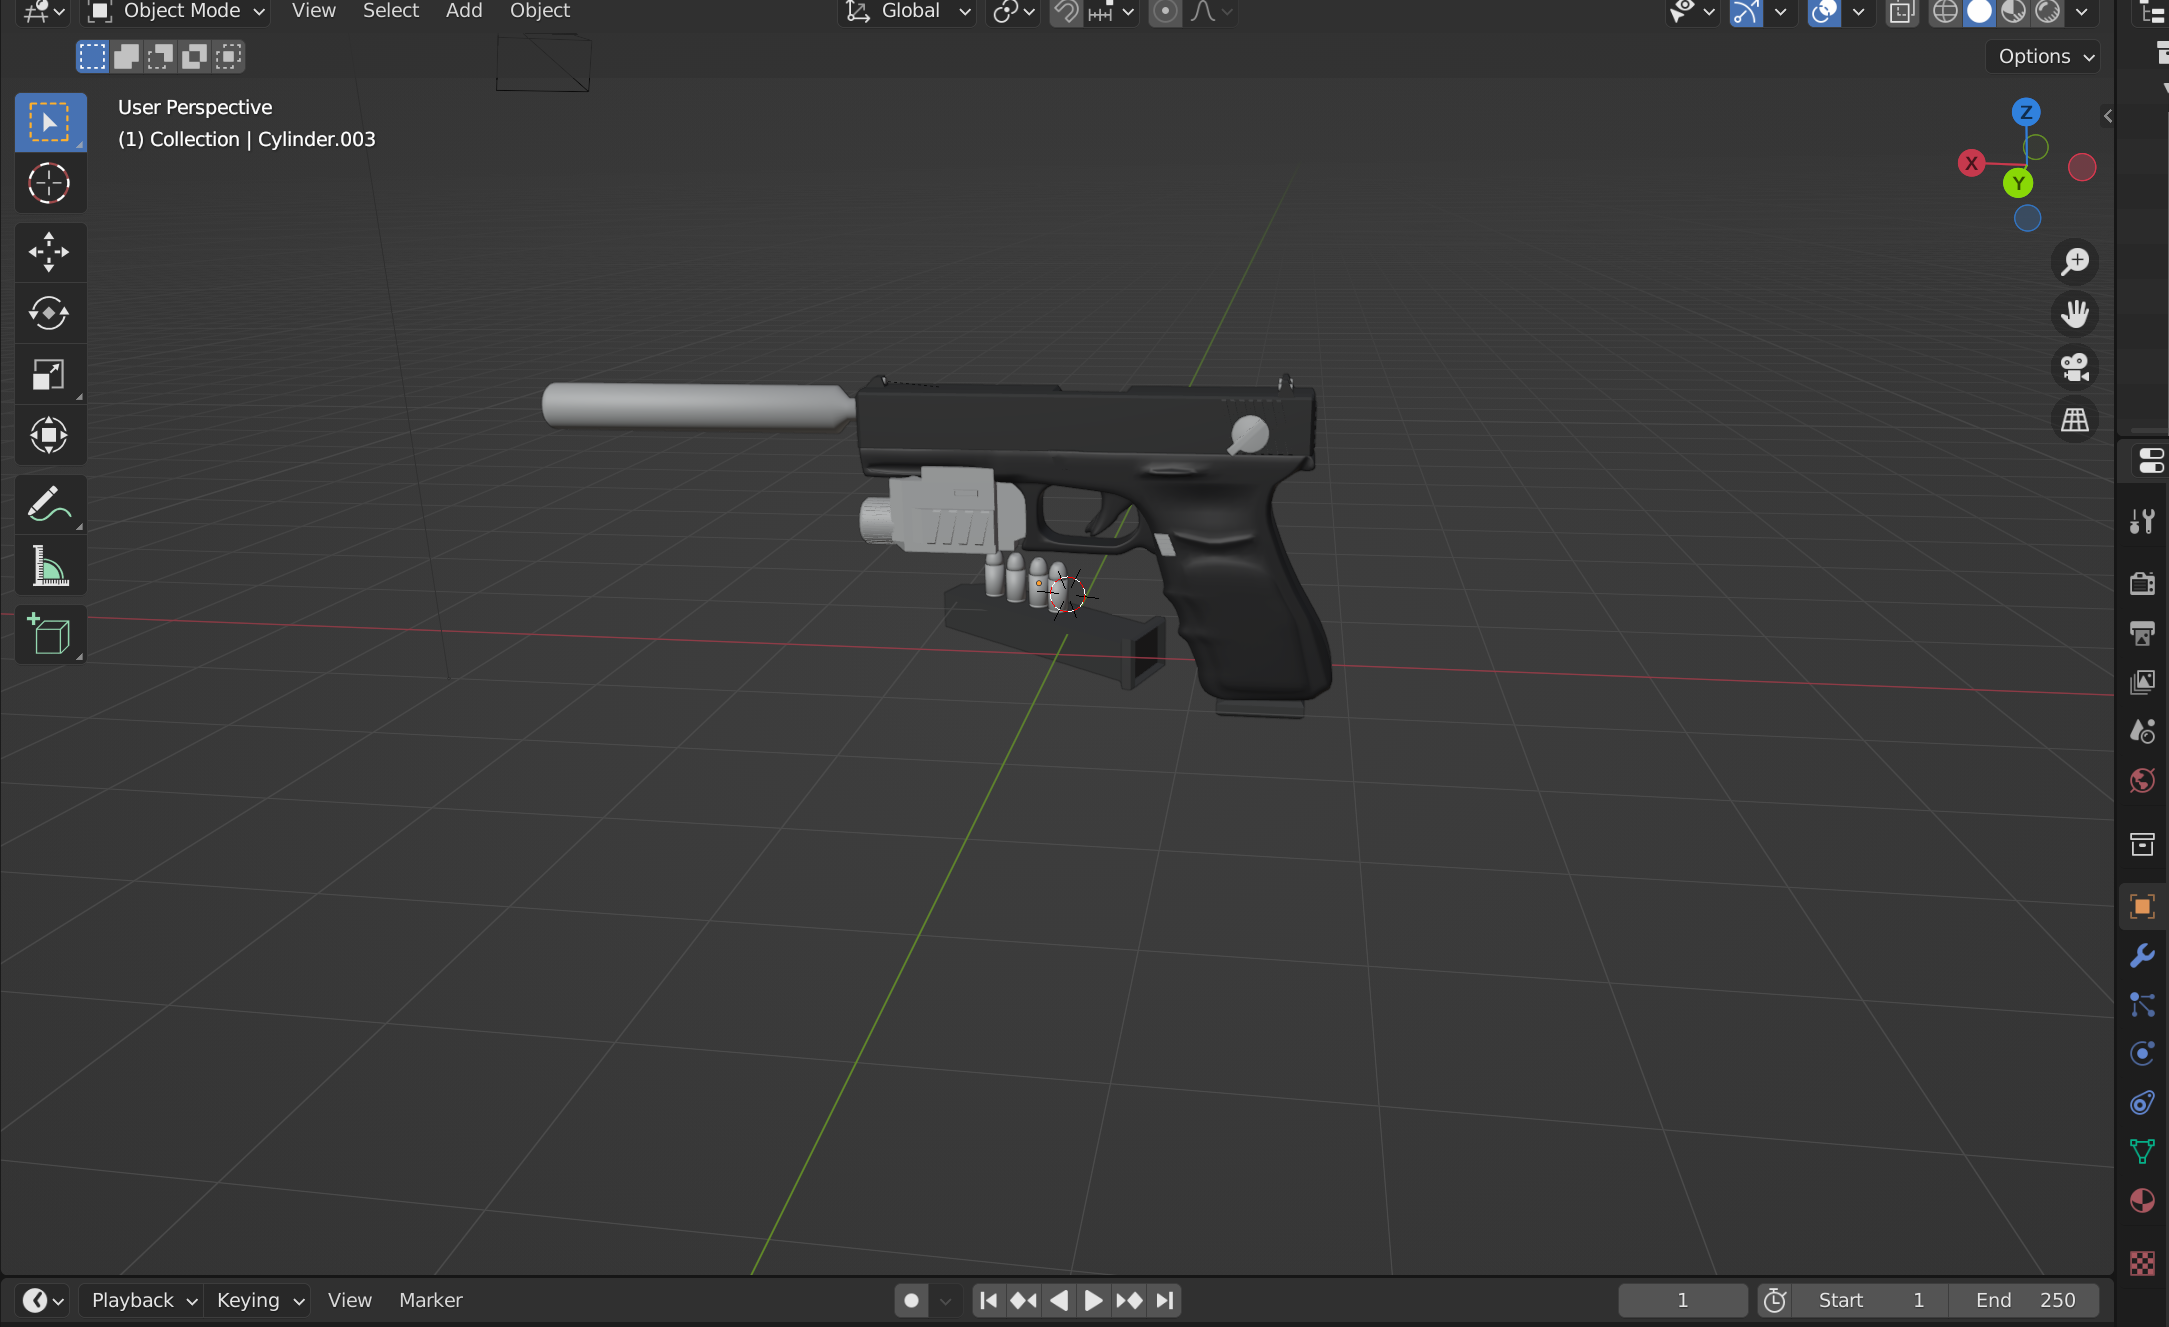 Object Mode View Select Add Object Global
Options
User Perspective
(1) Collection | Cylinder.003
Z
X
Y
Playback Keying View Marker 1 Start 1 End 250